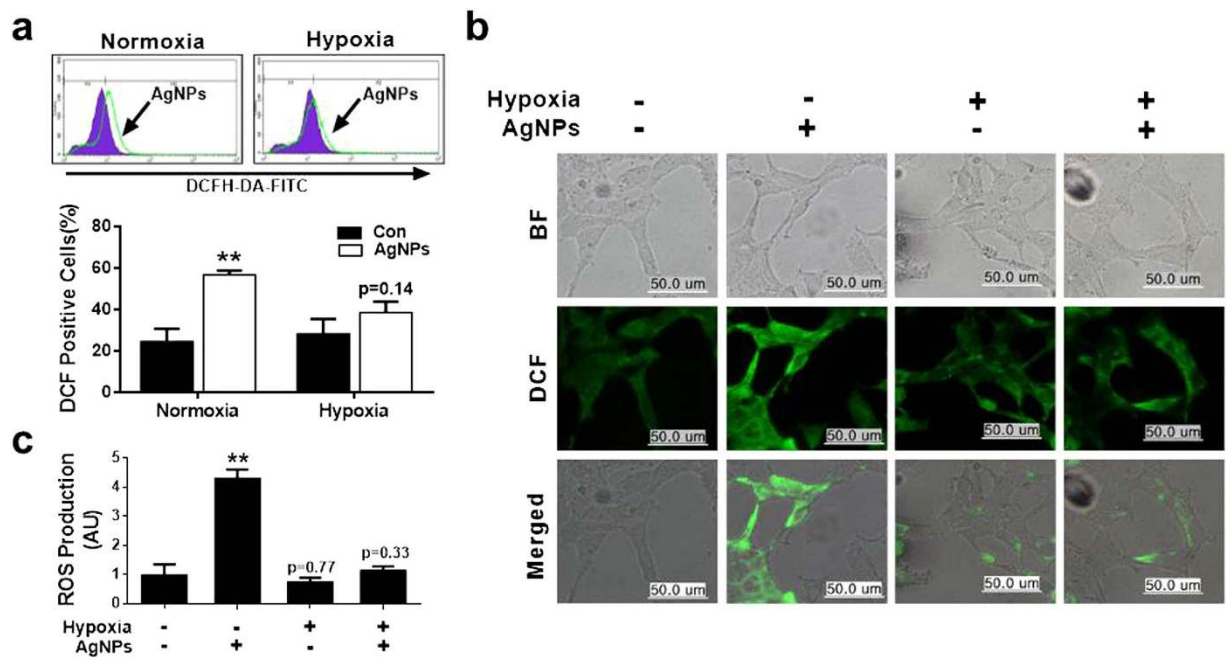 a
Normoxia
Hypoxia
AgNPs
AgNPs
DCFH-DA-FITC
DCF Positive Cells(%)
80
60
40
20
0
Con
AgNPs
**
p=0.14
Normoxia
Hypoxia
b
Hypoxia - - + +
AgNPs - + - +
BF
50.0 um 50.0 um 50.0 um 50.0 um
DCF
50.0 um 50.0 um 50.0 um 50.0 um
Merged
50.0 um 50.0 um 50.0 um 50.0 um
c
ROS Production
(AU)
5
4
3
2
1
0
**
p=0.77
p=0.33
Hypoxia - - + +
AgNPs - + - +